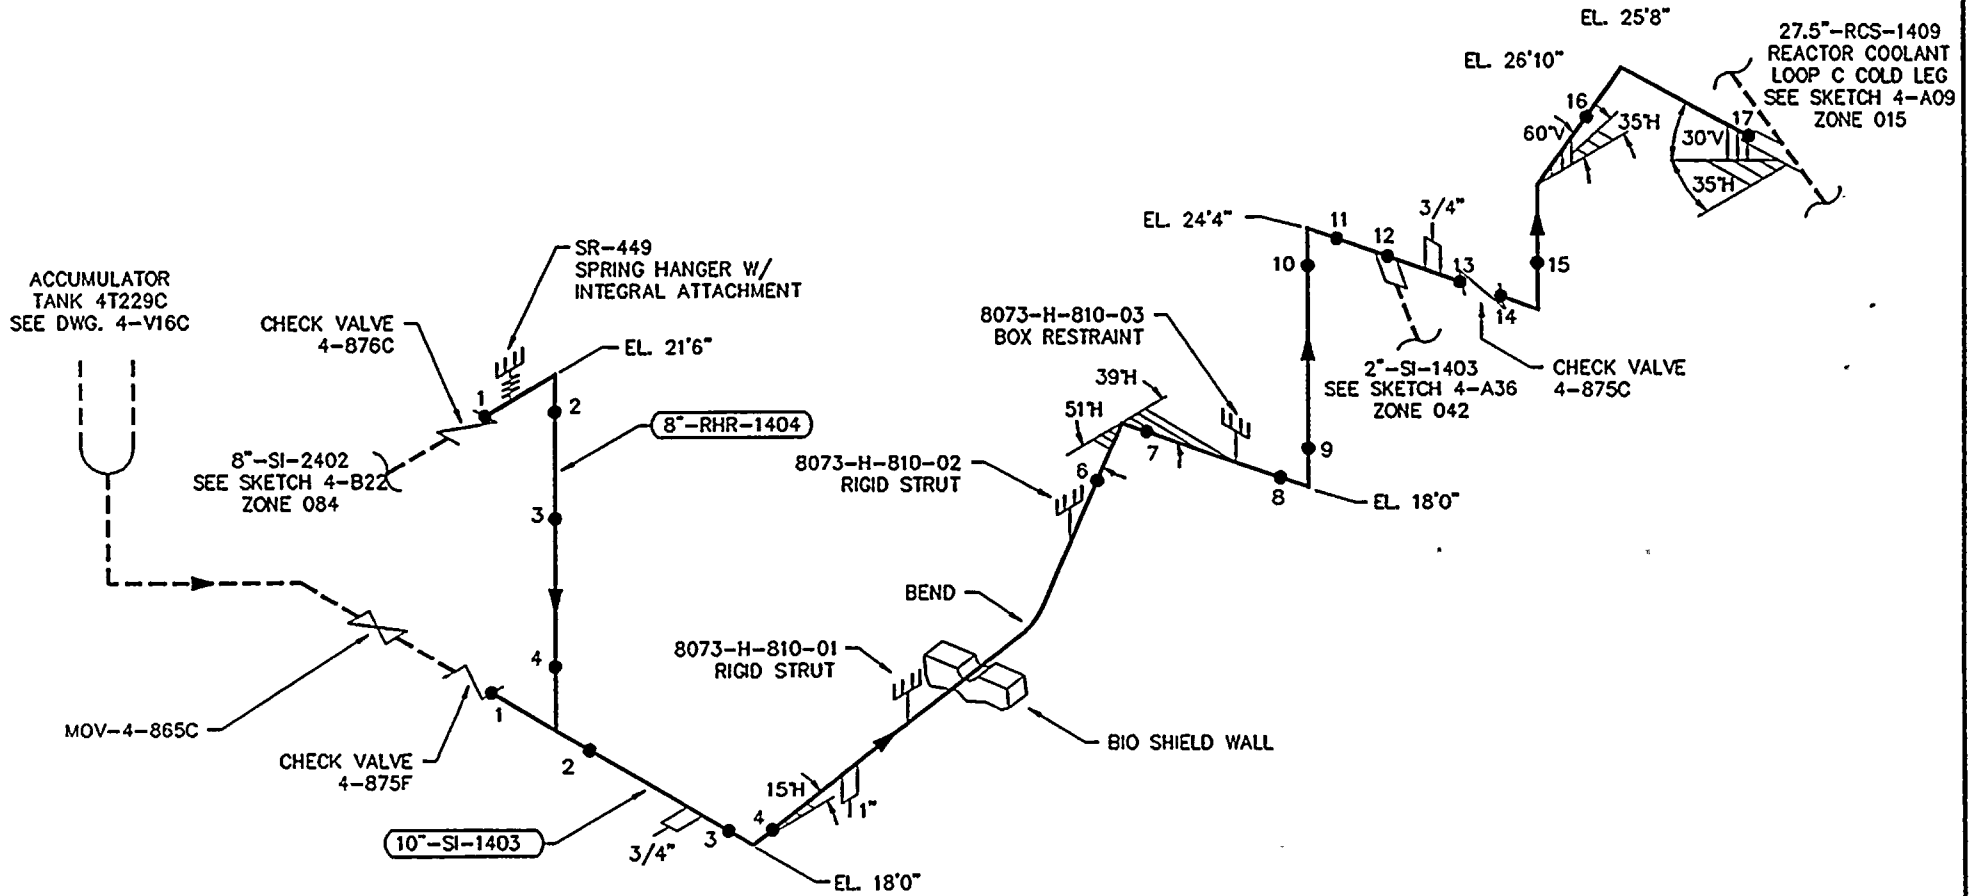 EL. 25'8"
27.5"-RCS-1409
REACTOR COOLANT
LOOP C COLD LEG
SEE SKETCH 4-A09
ZONE 015
EL. 26'10"
16
60°V
35°H
17
30°V
35°H
EL. 24'4"
11
12
3/4"
13
14
15
10
9
2"-SI-1403
SEE SKETCH 4-A36
ZONE 042
CHECK VALVE
4-875C
ACCUMULATOR
TANK 4T229C
SEE DWG. 4-V16C
SR-449
SPRING HANGER W/
INTEGRAL ATTACHMENT
CHECK VALVE
4-876C
EL. 21'6"
1
2
8"-RHR-1404
8"-SI-2402
SEE SKETCH 4-B22
ZONE 084
3
4
8073-H-810-03
BOX RESTRAINT
39°H
51°H
7
8073-H-810-02
RIGID STRUT
6
8
EL. 18'0"
BEND
8073-H-810-01
RIGID STRUT
BIO SHIELD WALL
MOV-4-865C
CHECK VALVE
4-875F
1
2
10"-SI-1403
3/4"
3
4
15°H
1"
EL. 18'0"